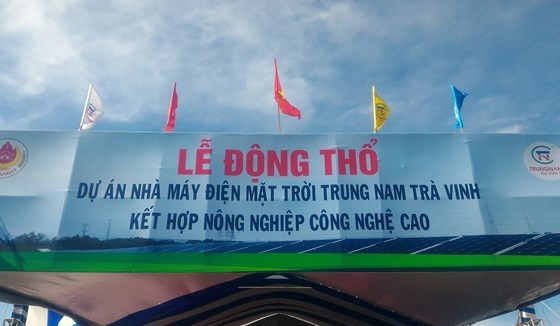 LỄ ĐỘNG THỔ
DỰ ÁN NHÀ MÁY ĐIỆN MẶT TRỜI TRUNG NAM TRÀ VINH
KẾT HỢP NÔNG NGHIỆP CÔNG NGHỆ CAO
TRUNGNAM